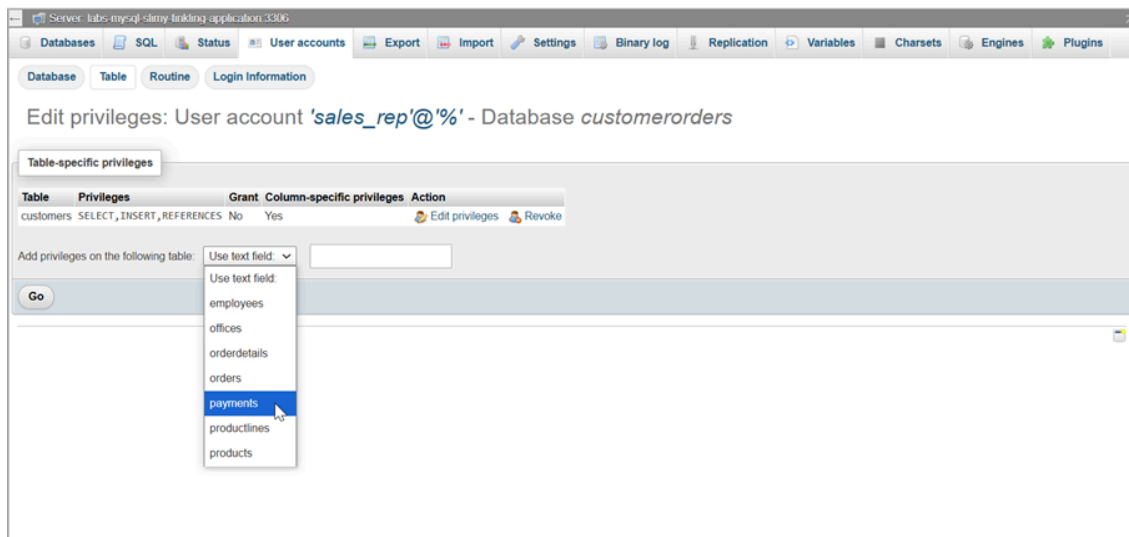 Server: labs-mysql-slimy-tinkling-application:3306
Databases SQL Status User accounts Export Import Settings Binary log Replication Variables Charsets Engines Plugins
Database Table Routine Login Information
Edit privileges: User account 'sales_rep'@'%' - Database customerorders
Table-specific privileges
Table Privileges Grant Column-specific privileges Action
customers SELECT,INSERT,REFERENCES No Yes Edit privileges Revoke
Add privileges on the following table: Use text field:
Use text field:
Go
employees
offices
orderdetails
orders
payments
productlines
products